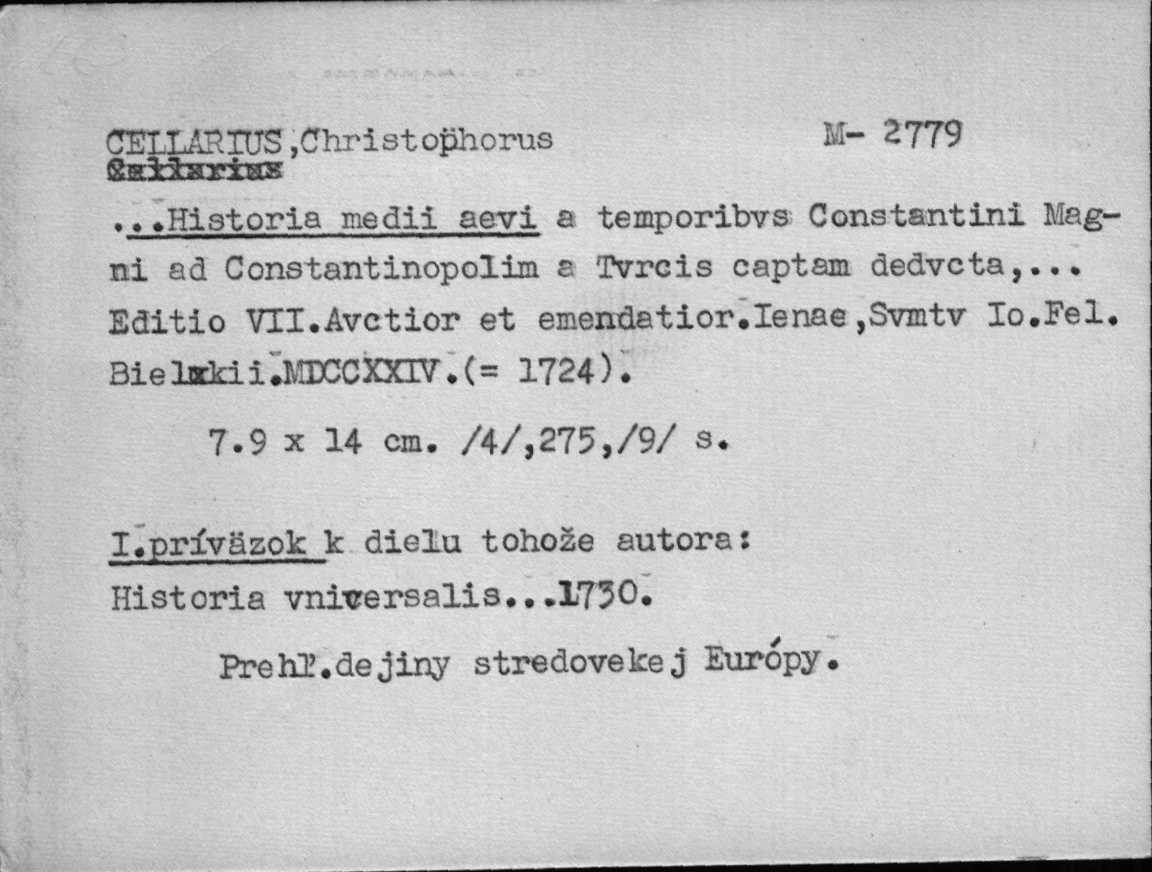 CELLARIUS,Christophorus M- 2779
...Historia medii aevi a temporibvs Constantini Mag-
ni ad Constantinopolim a Tvrcis captam dedvcta,...
Editio VII.Avctior et emendatior.Ienae,Svmtv Io.Fel.
Bielkii.MDCCXXIV.(= 1724).
7.9 x 14 cm. /4/,275,/9/ s.
I.príväzok k dielu tohože autora:
Historia vniversalis...1730.
Prehľ.dejiny stredovekej Európy.